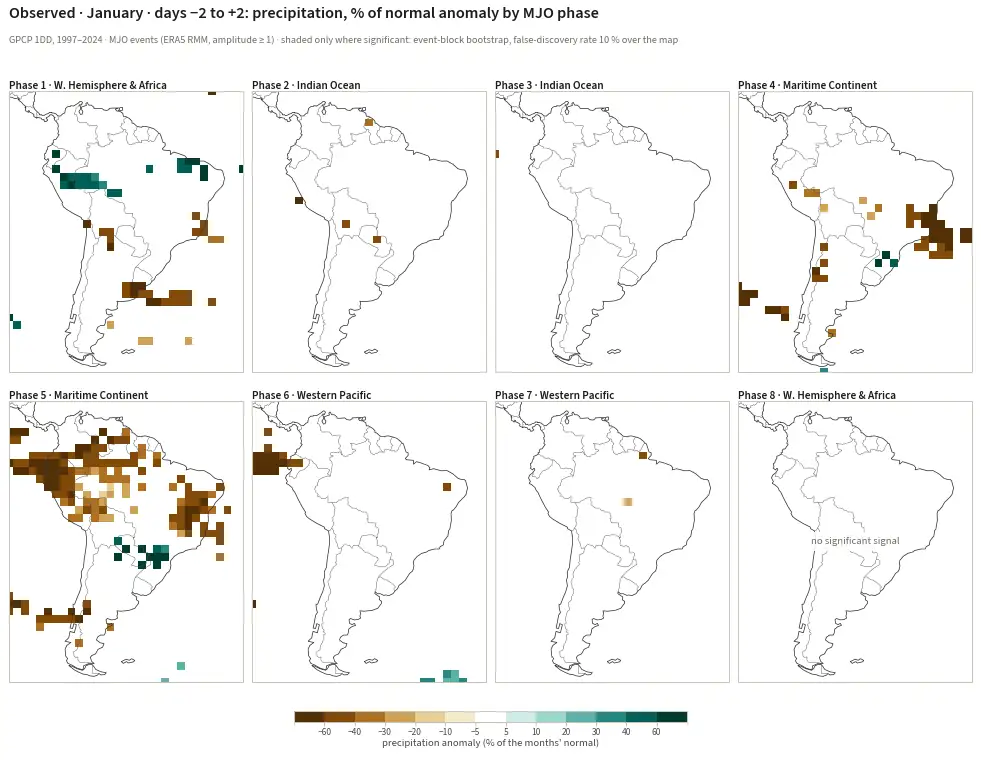 Observed · January · days −2 to +2: precipitation, % of normal anomaly by MJO phase
GPCP 1DD, 1997–2024 · MJO events (ERA5 RMM, amplitude ≥ 1) · shaded only where significant: event-block bootstrap, false-discovery rate 10 % over the map
Phase 1 · W. Hemisphere & Africa
Phase 2 · Indian Ocean
Phase 3 · Indian Ocean
Phase 4 · Maritime Continent
Phase 5 · Maritime Continent
Phase 6 · Western Pacific
Phase 7 · Western Pacific
Phase 8 · W. Hemisphere & Africa
no significant signal
−60 −40 −30 −20 −10 −5 5 10 20 30 40 60
precipitation anomaly (% of the months' normal)